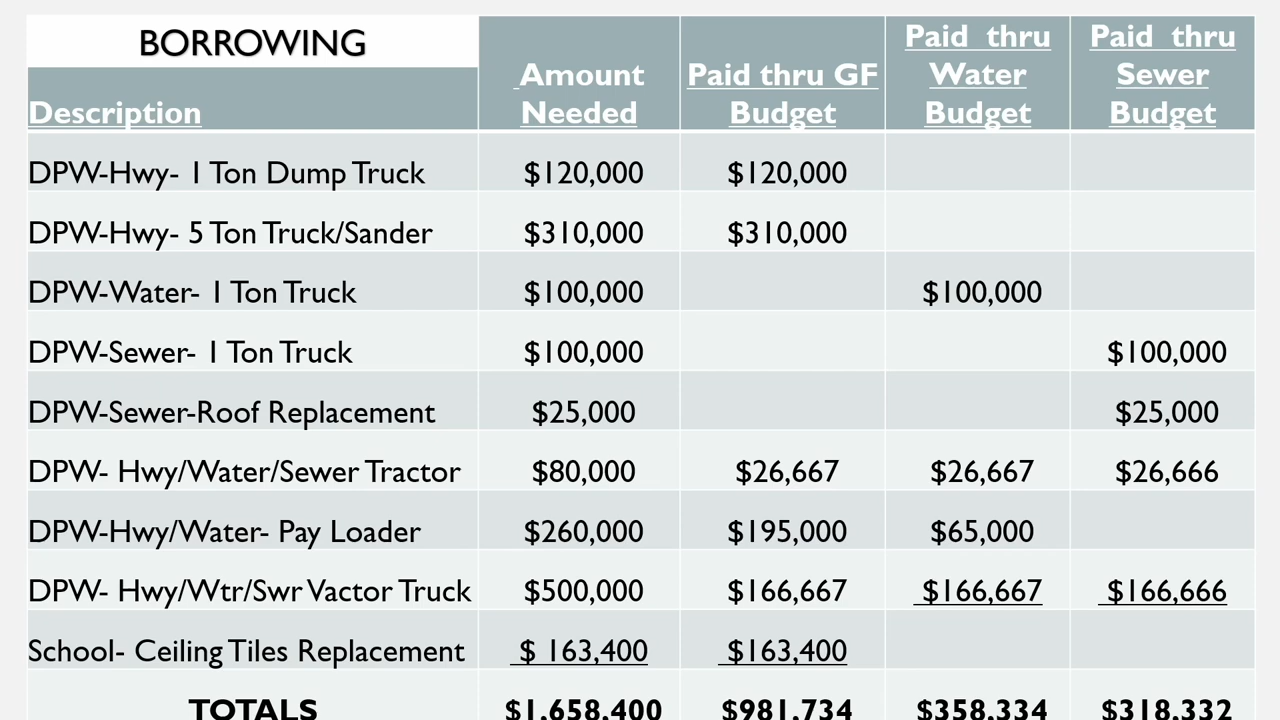 BORROWING
Description Amount Needed Paid thru GF Budget Paid thru Water Budget Paid thru Sewer Budget
DPW-Hwy- 1 Ton Dump Truck $120,000 $120,000
DPW-Hwy- 5 Ton Truck/Sander $310,000 $310,000
DPW-Water- 1 Ton Truck $100,000 $100,000
DPW-Sewer- 1 Ton Truck $100,000 $100,000
DPW-Sewer-Roof Replacement $25,000 $25,000
DPW- Hwy/Water/Sewer Tractor $80,000 $26,667 $26,667 $26,666
DPW-Hwy/Water- Pay Loader $260,000 $195,000 $65,000
DPW- Hwy/Wtr/Swr Vactor Truck $500,000 $166,667 $166,667 $166,666
School- Ceiling Tiles Replacement $ 163,400 $163,400
TOTALS $1,658,400 $981,734 $358,334 $318,332